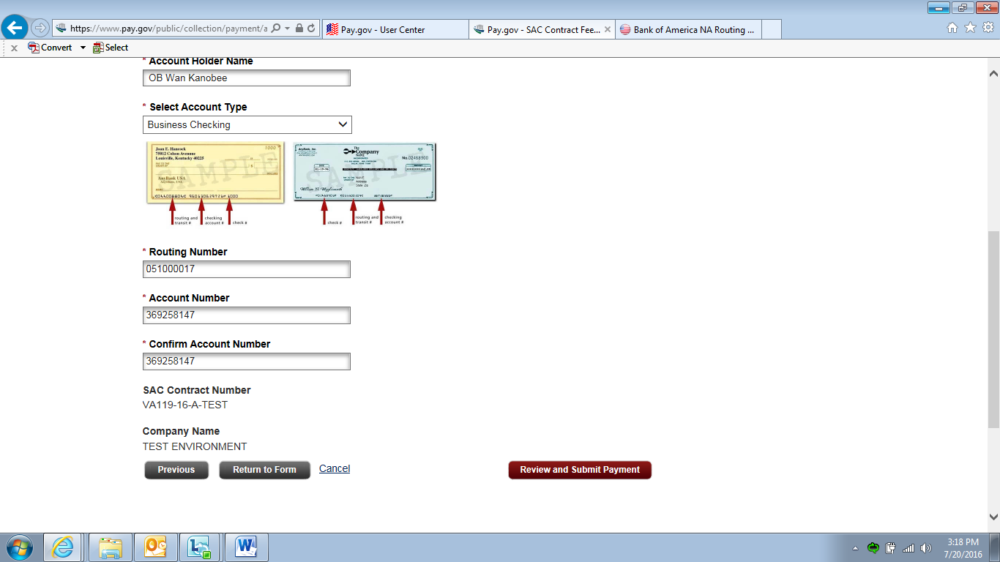 https://www.pay.gov/public/collection/payment/a
Pay.gov - User Center
Pay.gov - SAC Contract Fee...
Bank of America NA Routing ...
Convert
Select
* Account Holder Name
OB Wan Kanobee
* Select Account Type
Business Checking
Joan E. Hancock
75012 Colson Avenue
Louisville, Kentucky 40225
1000
AnyBank USA
Anywhere, USA
SAMPLE
routing and
transit #
checking
account #
check #
The
Company
NAME
No.02468900
SAMPLE
check #
routing and
transit #
checking
account #
* Routing Number
051000017
* Account Number
369258147
* Confirm Account Number
369258147
SAC Contract Number
VA119-16-A-TEST
Company Name
TEST ENVIRONMENT
Previous
Return to Form
Cancel
Review and Submit Payment
3:18 PM
7/20/2016